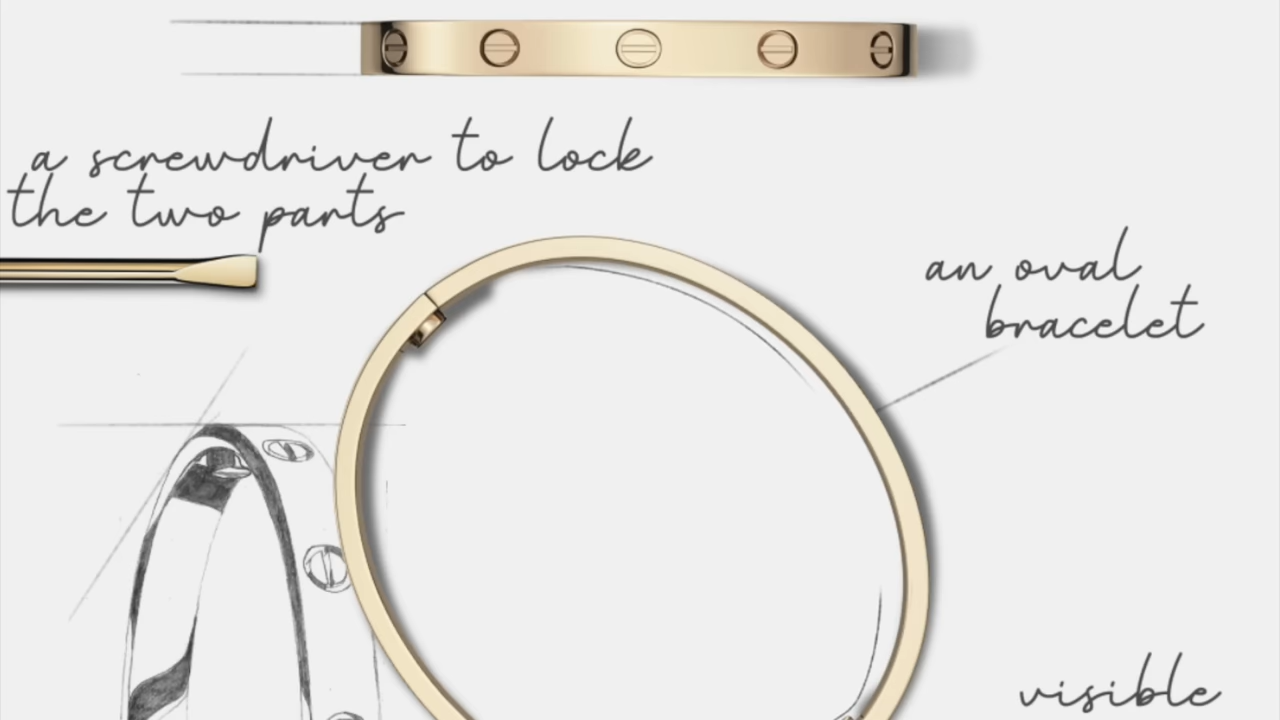 a screwdriver to lock
the two parts
an oval
bracelet
visible